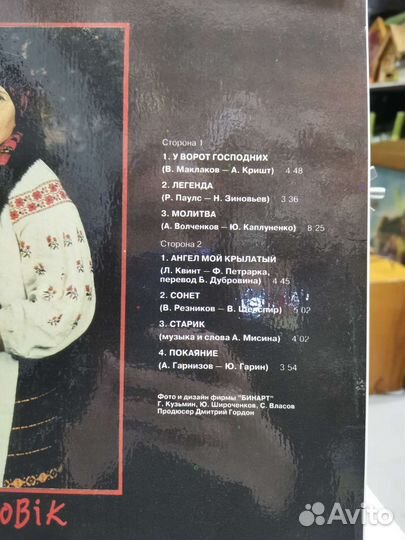 Сторона 1
1. У ВОРОТ ГОСПОДНИХ
(В. Маклаков — А. Кришт) 4 48
2. ЛЕГЕНДА
(Р. Паулс — Н. Зиновьев) 3 36
3. МОЛИТВА
(А. Волченков — Ю. Каплуненко) 8 25
Сторона 2
1. АНГЕЛ МОЙ КРЫЛАТЫЙ
(Л. Квинт — Ф. Петрарка,
перевод Б. Дубровина) 4 45
2. СОНЕТ
(В. Резников — В. Шекспир) 5 02
3. СТАРИК
(музыка и слова А. Мисина) 4 02
4. ПОКАЯНИЕ
(А. Гарнизов — Ю. Гарин) 3.54
Фото и дизайн фирмы "БИНАРТ"
Г. Кузьмин, Ю. Широченков, С. Власов
Продюсер Дмитрий Гордон
овік
Avito